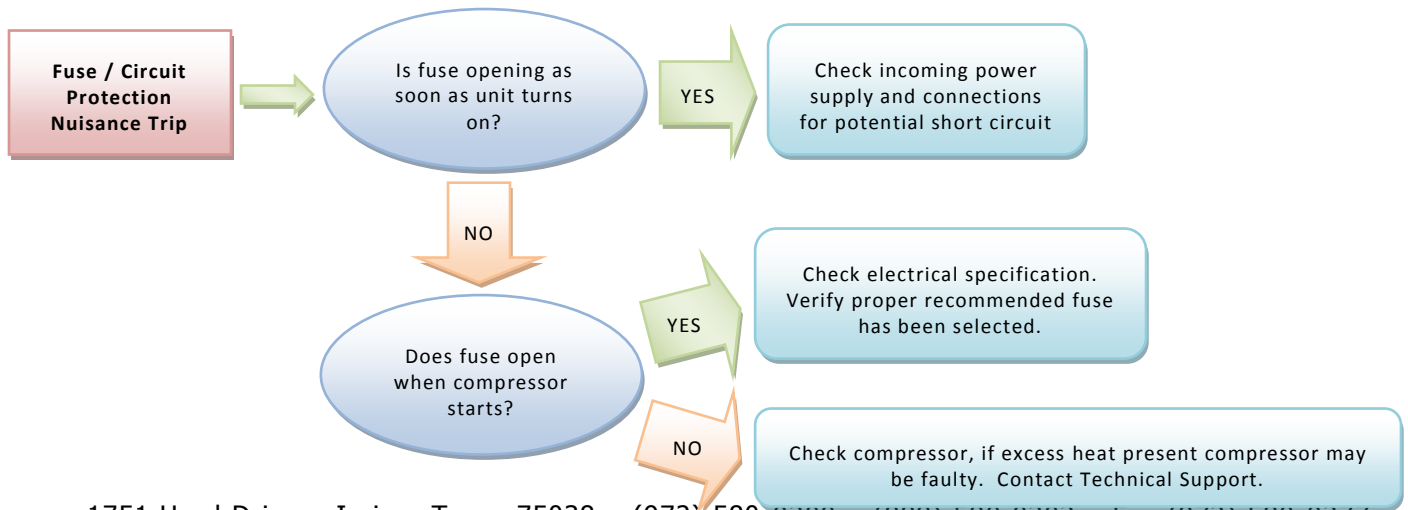 Fuse / Circuit
Protection
Nuisance Trip
Is fuse opening as
soon as unit turns
on?
YES
Check incoming power
supply and connections
for potential short circuit
NO
Does fuse open
when compressor
starts?
YES
Check electrical specification.
Verify proper recommended fuse
has been selected.
NO
Check compressor, if excess heat present compressor may
be faulty. Contact Technical Support.
Texas 75038 (972)